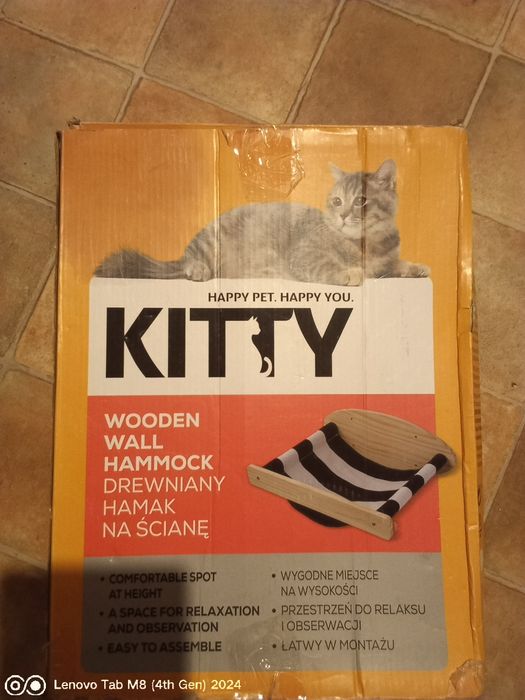 HAPPY PET. HAPPY YOU.
KITTY
WOODEN
WALL
HAMMOCK
DREWNIANY
HAMAK
NA ŚCIANĘ
• COMFORTABLE SPOT
AT HEIGHT
• A SPACE FOR RELAXATION
AND OBSERVATION
• EASY TO ASSEMBLE
• WYGODNE MIEJSCE
NA WYSOKOŚCI
• PRZESTRZEŃ DO RELAKSU
I OBSERWACJI
• ŁATWY W MONTAŻU
Lenovo Tab M8 (4th Gen) 2024